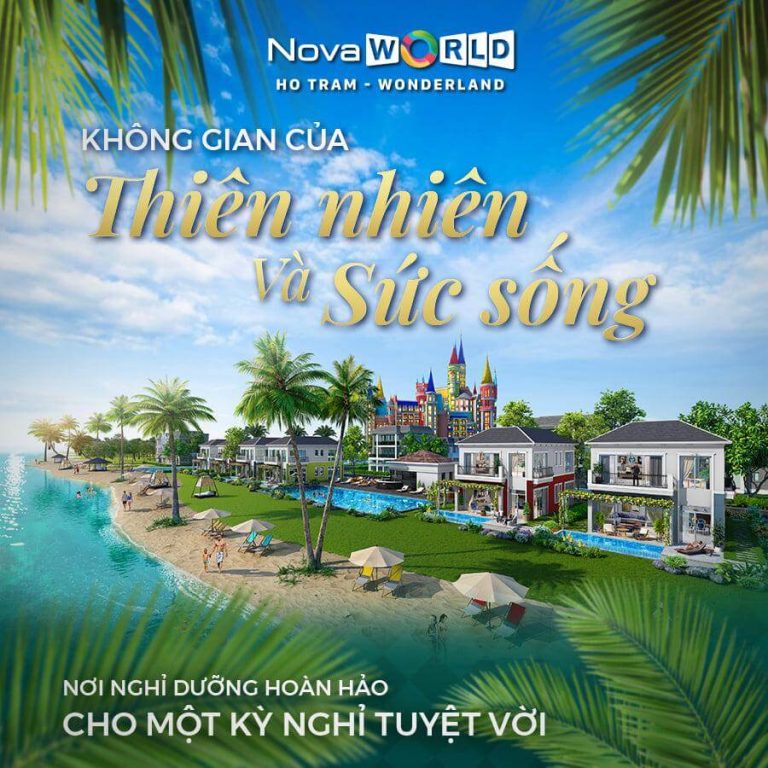 NovaWORLD
HO TRAM - WONDERLAND
KHÔNG GIAN CỦA
Thiên nhiên
Và Sức sống
NƠI NGHỈ DƯỠNG HOÀN HẢO
CHO MỘT KỲ NGHỈ TUYỆT VỜI